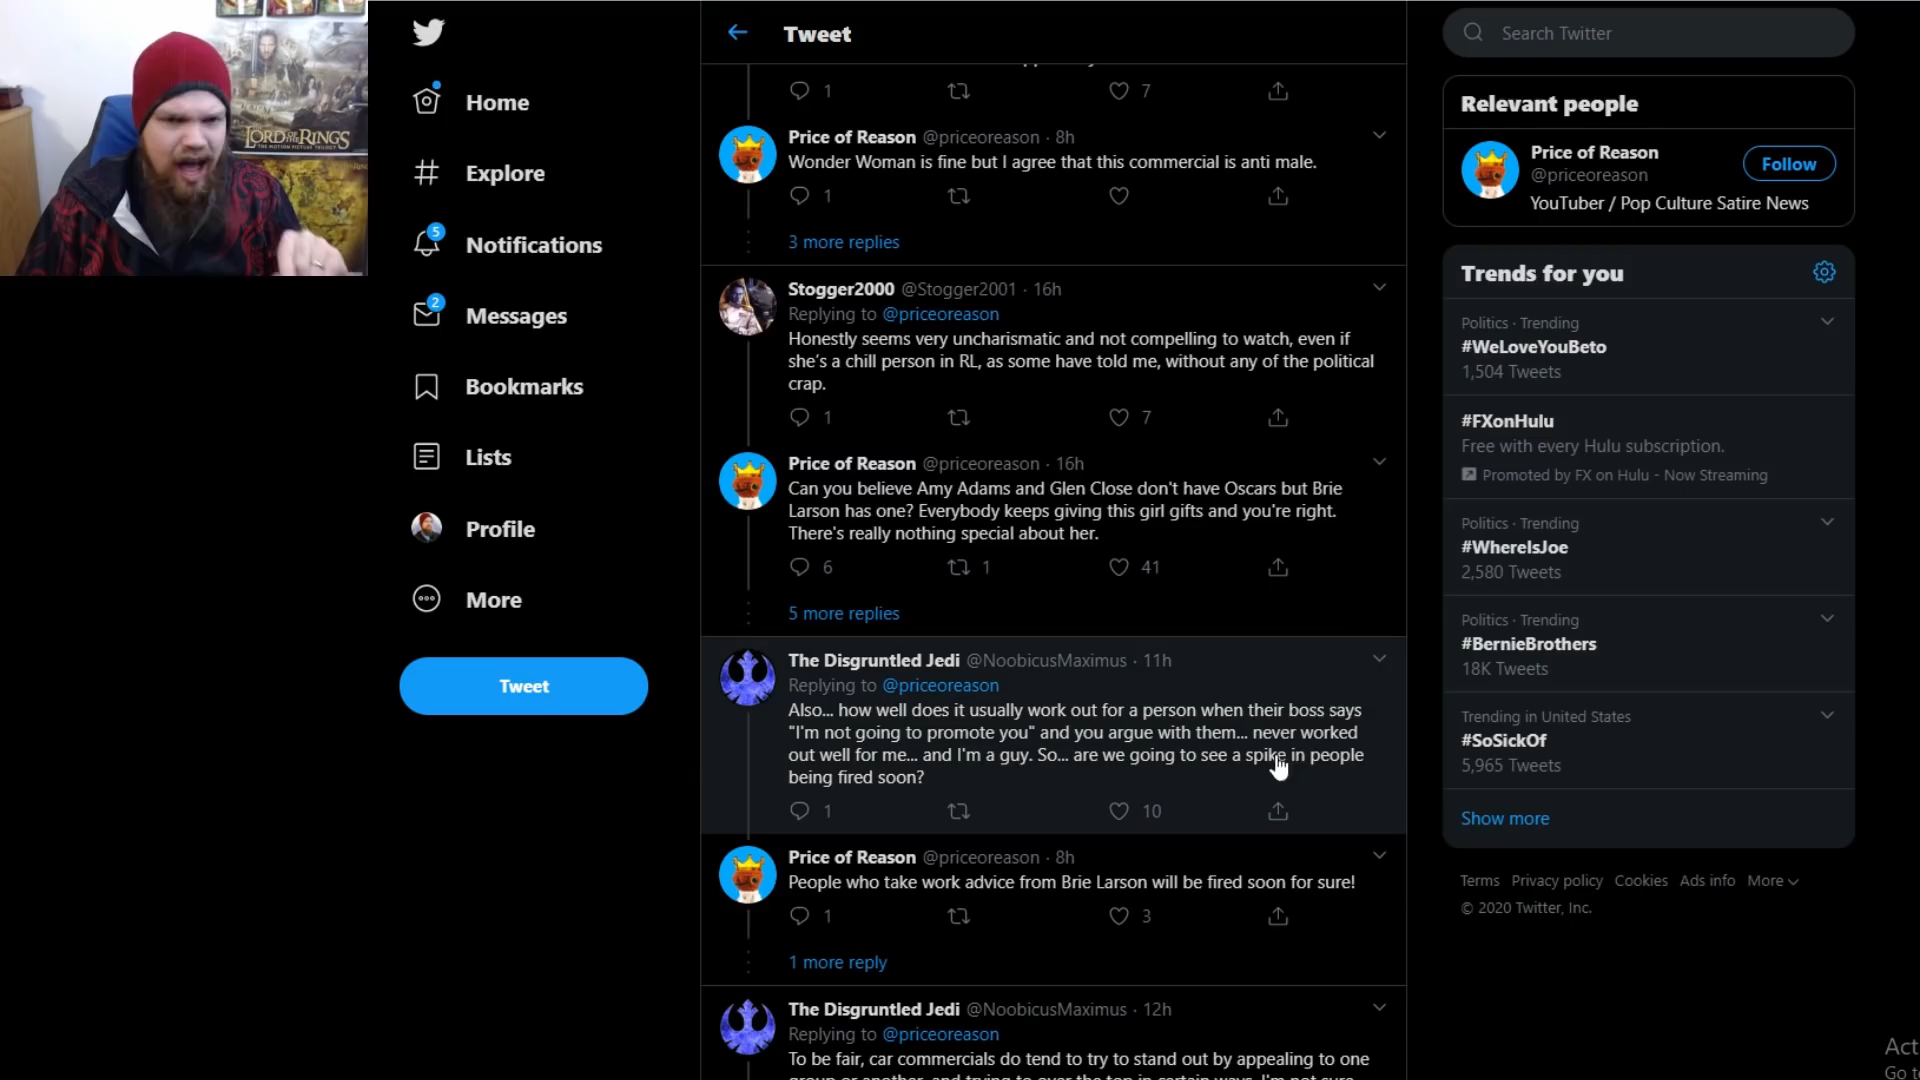 LORD OF THE RINGS
THE MOTION PICTURE TRILOGY
Home
Explore
5
Notifications
2
Messages
Bookmarks
Lists
Profile
More
Tweet
Tweet
1 7
Price of Reason @priceoreason · 8h
Wonder Woman is fine but I agree that this commercial is anti male.
1
3 more replies
Stogger2000 @Stogger2001 · 16h
Replying to @priceoreason
Honestly seems very uncharismatic and not compelling to watch, even if
she's a chill person in RL, as some have told me, without any of the political
crap.
1 7
Price of Reason @priceoreason · 16h
Can you believe Amy Adams and Glen Close don't have Oscars but Brie
Larson has one? Everybody keeps giving this girl gifts and you're right.
There's really nothing special about her.
6 1 41
5 more replies
The Disgruntled Jedi @NoobicusMaximus · 11h
Replying to @priceoreason
Also... how well does it usually work out for a person when their boss says
"I'm not going to promote you" and you argue with them... never worked
out well for me... and I'm a guy. So... are we going to see a spike in people
being fired soon?
1 10
Price of Reason @priceoreason · 8h
People who take work advice from Brie Larson will be fired soon for sure!
1 3
1 more reply
The Disgruntled Jedi @NoobicusMaximus · 12h
Replying to @priceoreason
To be fair, car commercials do tend to try to stand out by appealing to one
Search Twitter
Relevant people
Price of Reason
@priceoreason
Follow
YouTuber / Pop Culture Satire News
Trends for you
Politics · Trending
#WeLoveYouBeto
1,504 Tweets
#FXonHulu
Free with every Hulu subscription.
Promoted by FX on Hulu - Now Streaming
Politics · Trending
#WhereIsJoe
2,580 Tweets
Politics · Trending
#BernieBrothers
18K Tweets
Trending in United States
#SoSickOf
5,965 Tweets
Show more
Terms Privacy policy Cookies Ads info More
© 2020 Twitter, Inc.
Act
Go t